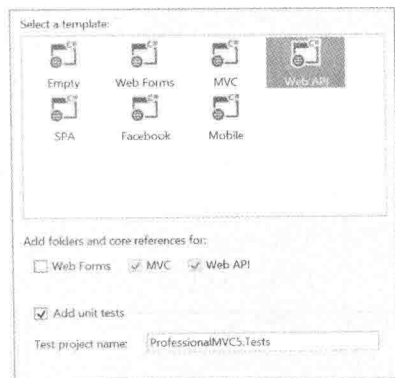 Select a template:
Empty Web Forms MVC Web API
SPA Facebook Mobile
Add folders and core references for:
Web Forms MVC Web API
Add unit tests
Test project name: ProfessionalMVC5.Tests